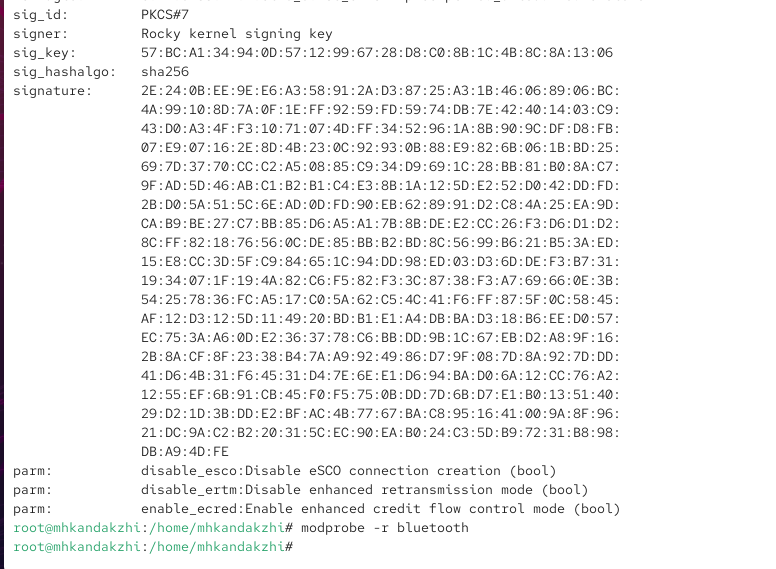 sig_id:         PKCS#7
signer:         Rocky kernel signing key
sig_key:        57:BC:A1:34:94:0D:57:12:99:67:28:D8:C0:8B:1C:4B:8C:8A:13:06
sig_hashalgo:   sha256
signature:      2E:24:0B:EE:9E:E6:A3:58:91:2A:D3:87:25:A3:1B:46:06:89:06:BC:
                4A:99:10:8D:7A:0F:1E:FF:92:59:FD:59:74:DB:7E:42:40:14:03:C9:
                43:D0:A3:4F:F3:10:71:07:4D:FF:34:52:96:1A:8B:90:9C:DF:D8:FB:
                07:E9:07:16:2E:8D:4B:23:0C:92:93:0B:88:E9:82:6B:06:1B:BD:25:
                69:7D:37:70:CC:C2:A5:08:85:C9:34:D9:69:1C:28:BB:81:B0:8A:C7:
                9F:AD:5D:46:AB:C1:B2:B1:C4:E3:8B:1A:12:5D:E2:52:D0:42:DD:FD:
                2B:D0:5A:51:5C:6E:AD:0D:FD:90:EB:62:89:91:D2:C8:4A:25:EA:9D:
                CA:B9:BE:27:C7:BB:85:D6:A5:A1:7B:8B:DE:E2:CC:26:F3:D6:D1:D2:
                8C:FF:82:18:76:56:0C:DE:85:BB:B2:BD:8C:56:99:B6:21:B5:3A:ED:
                15:E8:CC:3D:5F:C9:84:65:1C:94:DD:98:ED:03:D3:6D:DE:F3:B7:31:
                19:34:07:1F:19:4A:82:C6:F5:82:F3:3C:87:38:F3:A7:69:66:0E:3B:
                54:25:78:36:FC:A5:17:C0:5A:62:C5:4C:41:F6:FF:87:5F:0C:58:45:
                AF:12:D3:12:5D:11:49:20:BD:B1:E1:A4:DB:BA:D3:18:B6:EE:D0:57:
                EC:75:3A:A6:0D:E2:36:37:78:C6:BB:DD:9B:1C:67:EB:D2:A8:9F:16:
                2B:8A:CF:8F:23:38:B4:7A:A9:92:49:86:D7:9F:08:7D:8A:92:7D:DD:
                41:D6:4B:31:F6:45:31:D4:7E:6E:E1:D6:94:BA:D0:6A:12:CC:76:A2:
                12:55:EF:6B:91:CB:45:F0:F5:75:0B:DD:7D:6B:D7:E1:B0:13:51:40:
                29:D2:1D:3B:DD:E2:BF:AC:4B:77:67:BA:C8:95:16:41:00:9A:8F:96:
                21:DC:9A:C2:B2:20:31:5C:EC:90:EA:B0:24:C3:5D:B9:72:31:B8:98:
                DB:A9:4D:FE
parm:           disable_esco:Disable eSCO connection creation (bool)
parm:           disable_ertm:Disable enhanced retransmission mode (bool)
parm:           enable_ecred:Enable enhanced credit flow control mode (bool)
root@mhkandakzhi:/home/mhkandakzhi# modprobe -r bluetooth
root@mhkandakzhi:/home/mhkandakzhi#